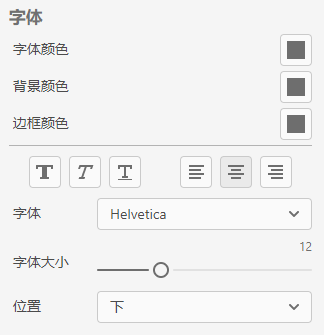 字体
字体颜色
背景颜色
边框颜色
T T T
字体 Helvetica
12
字体大小
位置 下